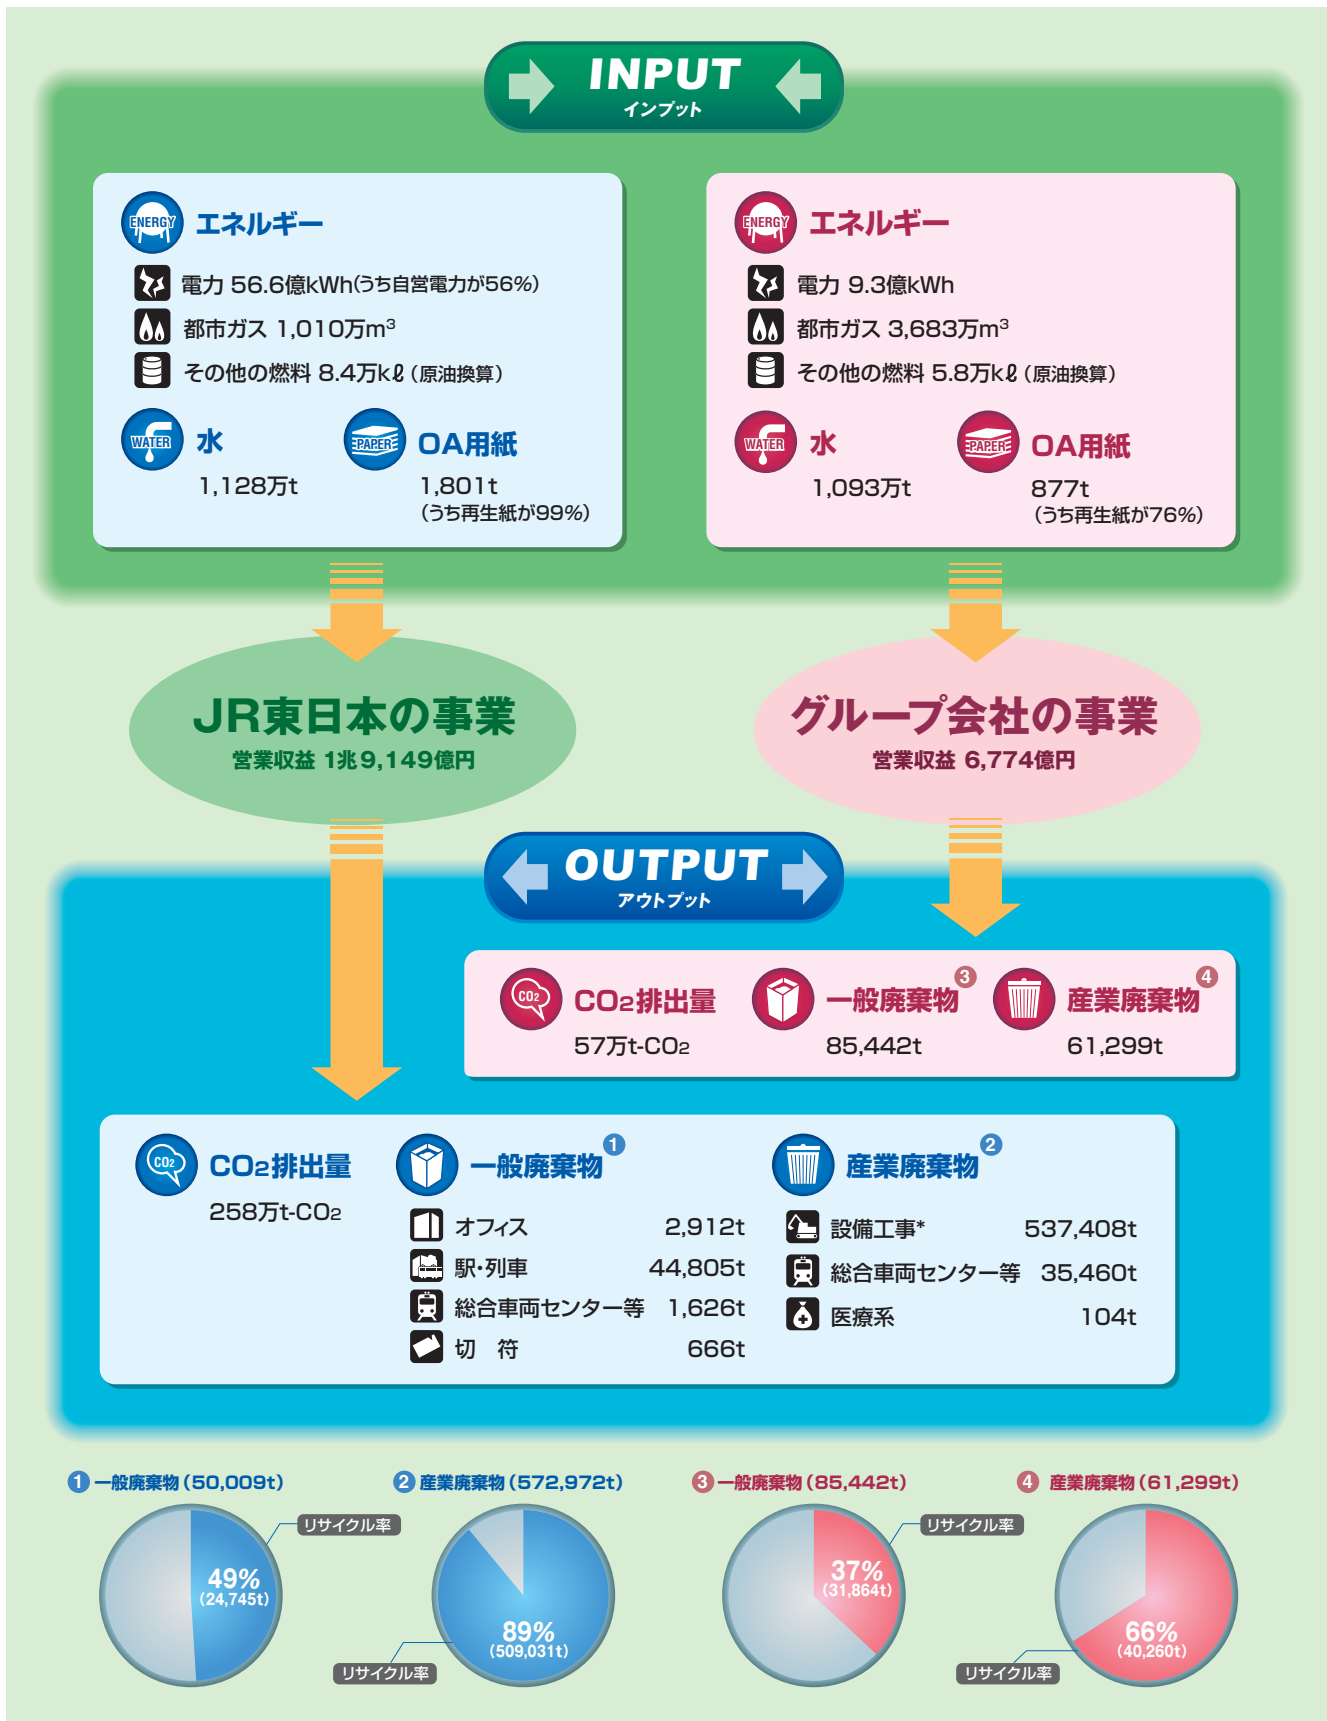 INPUT
インプット
ENERGY
エネルギー
電力 56.6億kWh(うち自営電力が56%)
都市ガス 1,010万m³
その他の燃料 8.4万kℓ（原油換算）
WATER
水
1,128万t
PAPER
OA用紙
1,801t
（うち再生紙が99%）
ENERGY
エネルギー
電力 9.3億kWh
都市ガス 3,683万m³
その他の燃料 5.8万kℓ（原油換算）
WATER
水
1,093万t
PAPER
OA用紙
877t
（うち再生紙が76%）
JR東日本の事業
営業収益 1兆9,149億円
グループ会社の事業
営業収益 6,774億円
OUTPUT
アウトプット
CO2
CO2排出量
57万t-CO2
一般廃棄物 3
85,442t
産業廃棄物 4
61,299t
CO2
CO2排出量
258万t-CO2
一般廃棄物 1
オフィス 2,912t
駅・列車 44,805t
総合車両センター等 1,626t
切 符 666t
産業廃棄物 2
設備工事* 537,408t
総合車両センター等 35,460t
医療系 104t
1 一般廃棄物（50,009t）
リサイクル率
49%
（24,745t）
2 産業廃棄物（572,972t）
89%
（509,031t）
リサイクル率
3 一般廃棄物（85,442t）
リサイクル率
37%
（31,864t）
4 産業廃棄物（61,299t）
66%
（40,260t）
リサイクル率